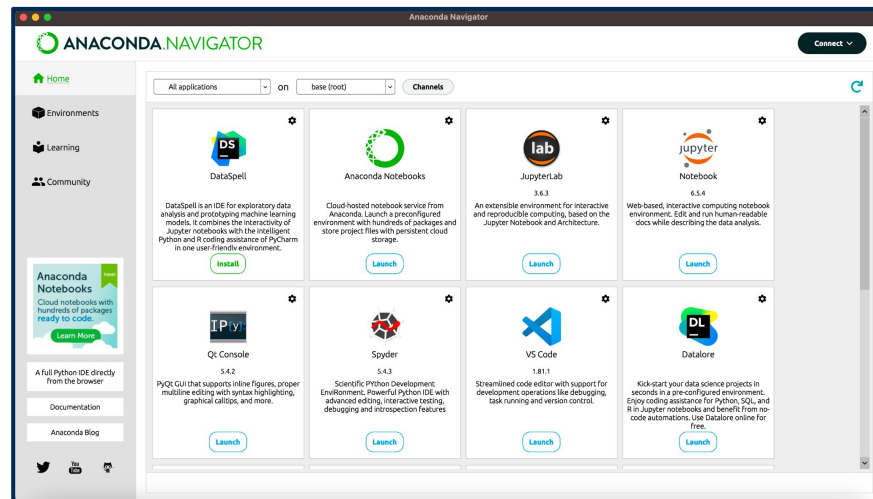 Anaconda Navigator
ANACONDA.NAVIGATOR
Connect
Home
Environments
Learning
Community
Anaconda
Notebooks
New!
Cloud notebooks with
hundreds of packages
ready to code.
Learn More
A full Python IDE directly
from the browser
Documentation
Anaconda Blog
You
Tube
All applications
on
base (root)
Channels
DS
DataSpell
DataSpell is an IDE for exploratory data
analysis and prototyping machine learning
models. It combines the interactivity of
Jupyter notebooks with the intelligent
Python and R coding assistance of PyCharm
in one user-friendly environment.
Install
Anaconda Notebooks
Cloud-hosted notebook service from
Anaconda. Launch a preconfigured
environment with hundreds of packages and
store project files with persistent cloud
storage.
Launch
lab
JupyterLab
3.6.3
An extensible environment for interactive
and reproducible computing, based on the
Jupyter Notebook and Architecture.
Launch
jupyter
Notebook
6.5.4
Web-based, interactive computing notebook
environment. Edit and run human-readable
docs while describing the data analysis.
Launch
IP[y]:
Qt Console
5.4.2
PyQt GUI that supports inline figures, proper
multiline editing with syntax highlighting,
graphical calltips, and more.
Launch
Spyder
5.4.3
Scientific PYthon Development
EnviRonment. Powerful Python IDE with
advanced editing, interactive testing,
debugging and introspection features
Launch
VS Code
1.81.1
Streamlined code editor with support for
development operations like debugging,
task running and version control.
Launch
DL
Datalore
Kick-start your data science projects in
seconds in a pre-configured environment.
Enjoy coding assistance for Python, SQL, and
R in Jupyter notebooks and benefit from no-
code automations. Use Datalore online for
free.
Launch